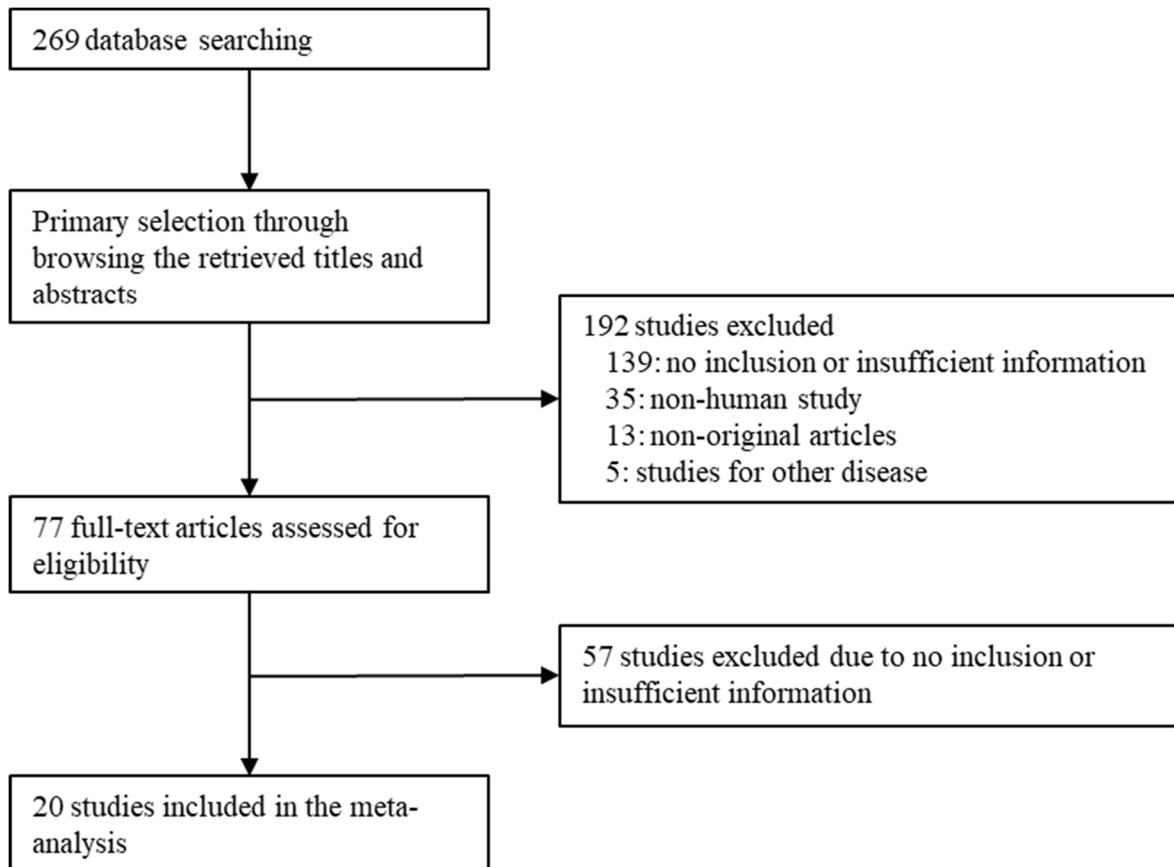 269 database searching
Primary selection through
browsing the retrieved titles and
abstracts
192 studies excluded
139: no inclusion or insufficient information
35: non-human study
13: non-original articles
5: studies for other disease
77 full-text articles assessed for
eligibility
57 studies excluded due to no inclusion or
insufficient information
20 studies included in the meta-
analysis